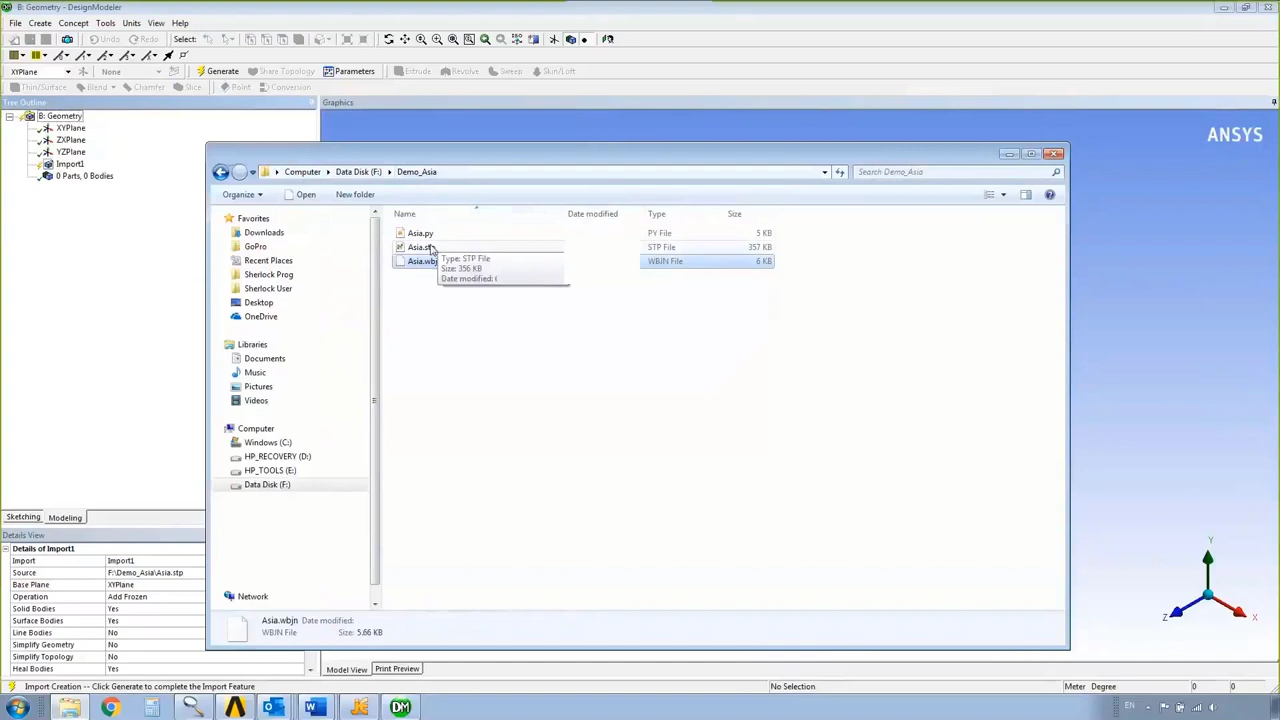 B: Geometry - DesignModeler
File Create Concept Tools Units View Help
Undo Redo Select:
XYPlane None Generate Share Topology Parameters Extrude Revolve Sweep Skin/Loft
Thin/Surface Blend Chamfer Slice Point Conversion
Tree Outline
Graphics
B: Geometry
XYPlane
ZXPlane
YZPlane
Import1
0 Parts, 0 Bodies
ANSYS
Computer Data Disk (F:) Demo_Asia Search Demo_Asia
Organize Open New folder
Favorites
Downloads
GoPro
Recent Places
Sherlock Prog
Sherlock User
Desktop
OneDrive
Libraries
Documents
Music
Pictures
Videos
Computer
Windows (C:)
HP_RECOVERY (D:)
HP_TOOLS (E:)
Data Disk (F:)
Network
Name Date modified Type Size
Asia.py PY File 5 KB
Asia.st STP File 357 KB
Asia.wbj WBJN File 6 KB
Type: STP File
Size: 356 KB
Date modified: (
Asia.wbjn Date modified:
WBJN File Size: 5.66 KB
Sketching Modeling
Details View
Details of Import1
Import Import1
Source F:\Demo_Asia\Asia.stp
Base Plane XYPlane
Operation Add Frozen
Solid Bodies Yes
Surface Bodies Yes
Line Bodies No
Simplify Geometry No
Simplify Topology No
Heal Bodies Yes
Y
Z
X
Model View Print Preview
Import Creation -- Click Generate to complete the Import Feature No Selection Meter Degree 0 0
EN